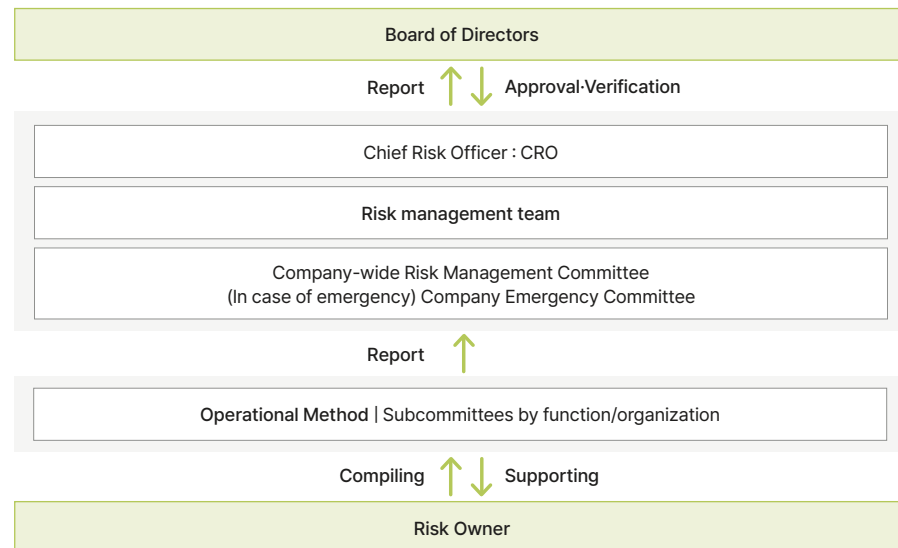 Board of Directors
Report
Approval·Verification
Chief Risk Officer : CRO
Risk management team
Company-wide Risk Management Committee
(In case of emergency) Company Emergency Committee
Report
Operational Method | Subcommittees by function/organization
Compiling
Supporting
Risk Owner